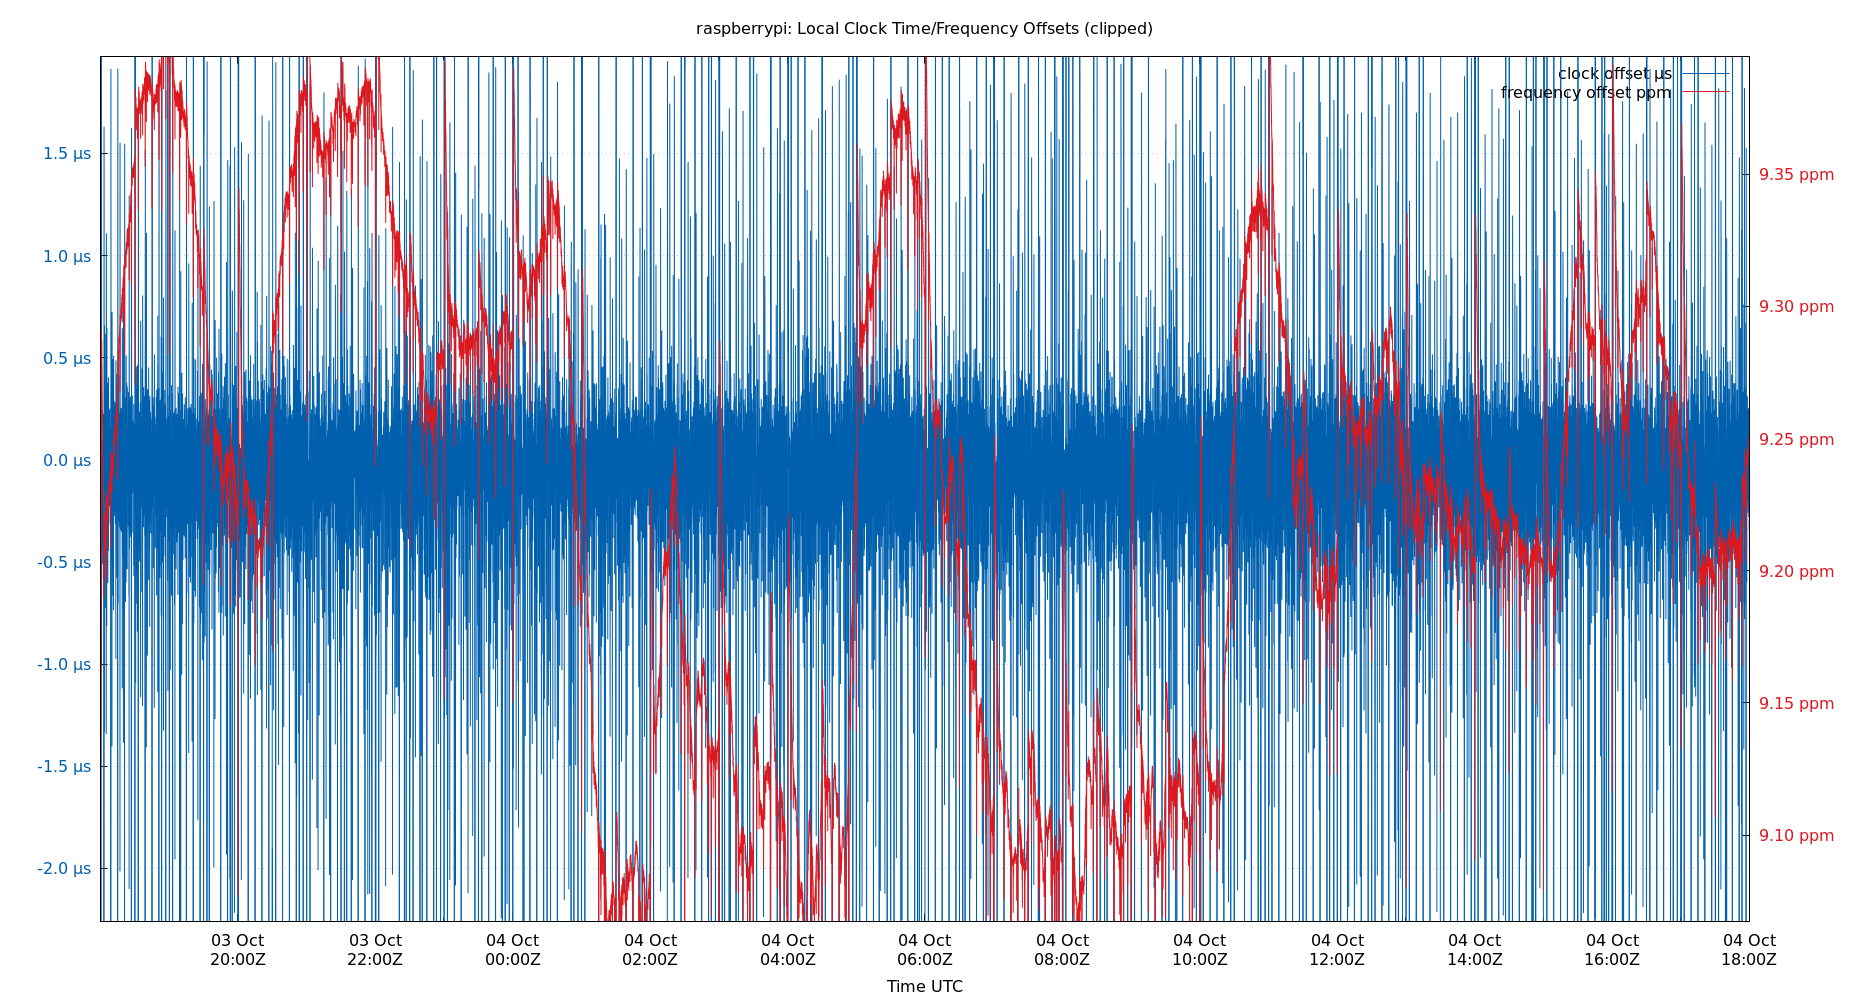 raspberrypi: Local Clock Time/Frequency Offsets (clipped)
clock offset µs
frequency offset ppm
1.5 µs
1.0 µs
0.5 µs
0.0 µs
-0.5 µs
-1.0 µs
-1.5 µs
-2.0 µs
9.35 ppm
9.30 ppm
9.25 ppm
9.20 ppm
9.15 ppm
9.10 ppm
03 Oct 03 Oct 04 Oct 04 Oct 04 Oct 04 Oct 04 Oct 04 Oct 04 Oct 04 Oct 04 Oct 04 Oct
20:00Z 22:00Z 00:00Z 02:00Z 04:00Z 06:00Z 08:00Z 10:00Z 12:00Z 14:00Z 16:00Z 18:00Z
Time UTC